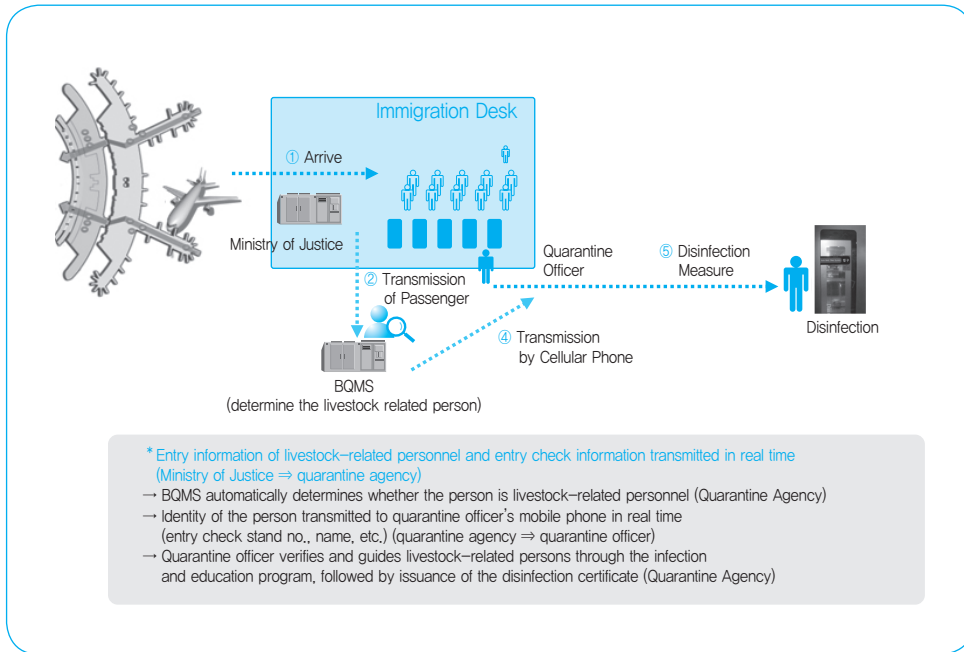 Immigration Desk
① Arrive
Ministry of Justice
② Transmission
of Passenger
Quarantine
Officer
⑤ Disinfection
Measure
Disinfection
④ Transmission
by Cellular Phone
BQMS
(determine the livestock related person)
* Entry information of livestock-related personnel and entry check information transmitted in real time
(Ministry of Justice ⇒ quarantine agency)
→ BQMS automatically determines whether the person is livestock-related personnel (Quarantine Agency)
→ Identity of the person transmitted to quarantine officer's mobile phone in real time
(entry check stand no., name, etc.) (quarantine agency ⇒ quarantine officer)
→ Quarantine officer verifies and guides livestock-related persons through the infection
and education program, followed by issuance of the disinfection certificate (Quarantine Agency)